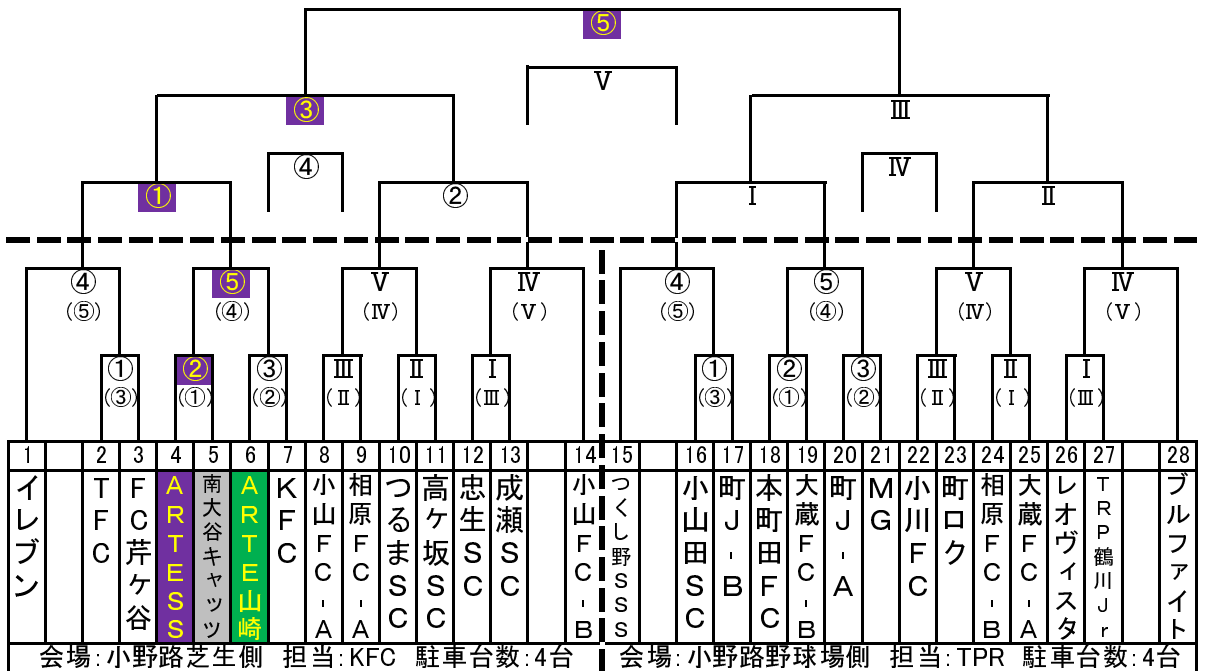 ⑤
Ⅴ
③ Ⅲ
④ Ⅳ
① ② Ⅰ Ⅱ
④ ⑤ Ⅴ Ⅳ ④ ⑤ Ⅴ Ⅳ
(⑤) (④) (Ⅳ) (Ⅴ) (⑤) (④) (Ⅳ) (Ⅴ)
① ② ③ Ⅲ Ⅱ Ⅰ ① ② ③ Ⅲ Ⅱ Ⅰ
(③) (①) (②) (Ⅱ) (Ⅰ) (Ⅲ) (③) (①) (②) (Ⅱ) (Ⅰ) (Ⅲ)
1 2 3 4 5 6 7 8 9 10 11 12 13 14 15 16 17 18 19 20 21 22 23 24 25 26 27 28
イレブン
TFC
FC芹ヶ谷
ARTESS
南大谷キャッツ
ARTE山崎
KFC
小山FC-A
相原FC-A
つるまSC
高ヶ坂SC
忠生SC
成瀬SC
小山FC-B
つくし野SSS
小山田SC
町J-B
本町田FC
大蔵FC-B
町J-A
MG
小川FC
町ロク
相原FC-B
大蔵FC-A
レオヴィスタ
TRP鶴川Jr
ブルファイト
会場:小野路芝生側 担当:KFC 駐車台数:4台
会場:小野路野球場側 担当:TPR 駐車台数:4台